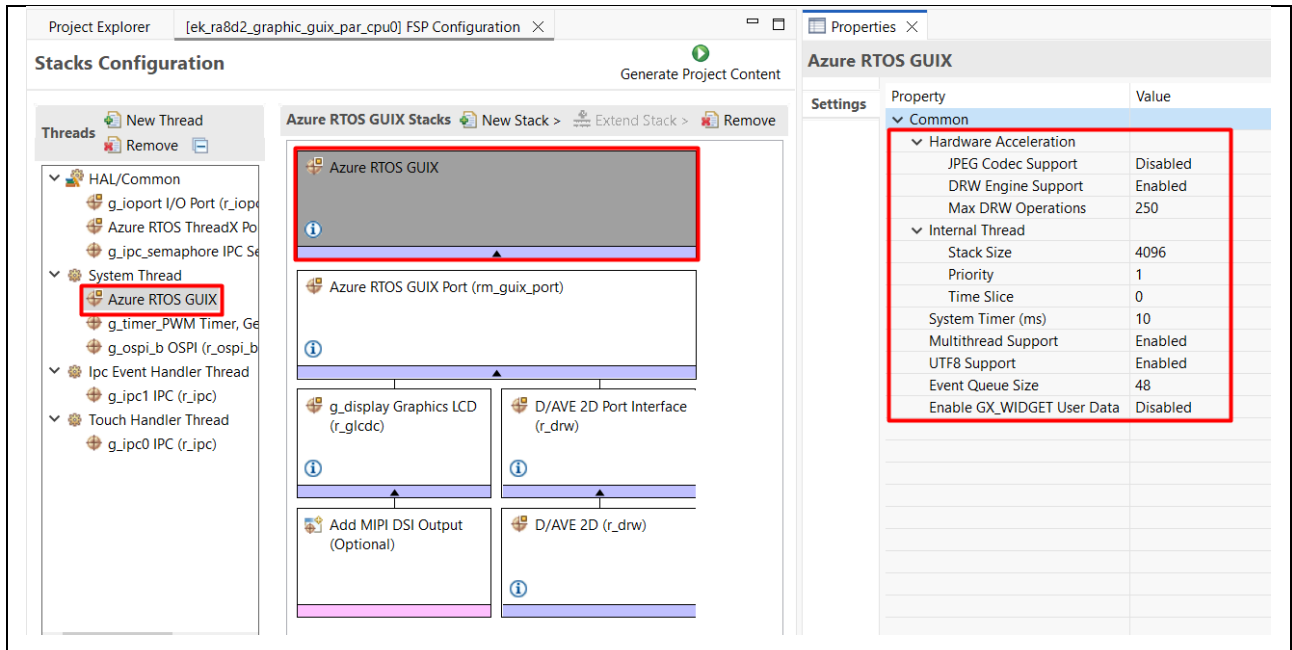 Project Explorer
[ek_ra8d2_graphic_guix_par_cpu0] FSP Configuration
Stacks Configuration
Generate Project Content
Threads
New Thread
Remove
HAL/Common
g_ioport I/O Port (r_iopo
Azure RTOS ThreadX Po
g_ipc_semaphore IPC Se
System Thread
Azure RTOS GUIX
g_timer_PWM Timer, Ge
g_ospi_b OSPI (r_ospi_b
Ipc Event Handler Thread
g_ipc1 IPC (r_ipc)
Touch Handler Thread
g_ipc0 IPC (r_ipc)
Azure RTOS GUIX Stacks New Stack > Extend Stack > Remove
Azure RTOS GUIX
Azure RTOS GUIX Port (rm_guix_port)
g_display Graphics LCD
(r_glcdc)
D/AVE 2D Port Interface
(r_drw)
Add MIPI DSI Output
(Optional)
D/AVE 2D (r_drw)
Properties
Azure RTOS GUIX
Settings
Property Value
Common
Hardware Acceleration
JPEG Codec Support Disabled
DRW Engine Support Enabled
Max DRW Operations 250
Internal Thread
Stack Size 4096
Priority 1
Time Slice 0
System Timer (ms) 10
Multithread Support Enabled
UTF8 Support Enabled
Event Queue Size 48
Enable GX_WIDGET User Data Disabled